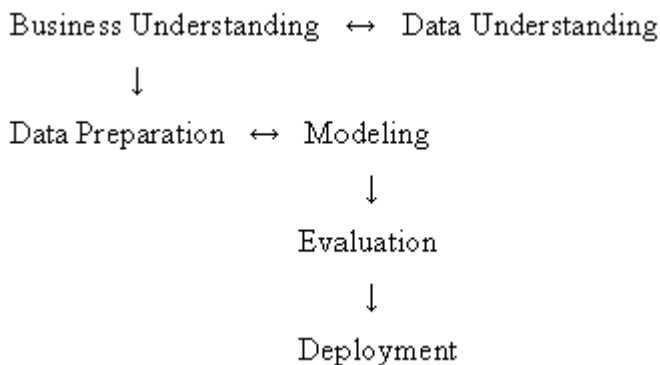 Business Understanding ↔ Data Understanding
↓
Data Preparation ↔ Modeling
↓
Evaluation
↓
Deployment